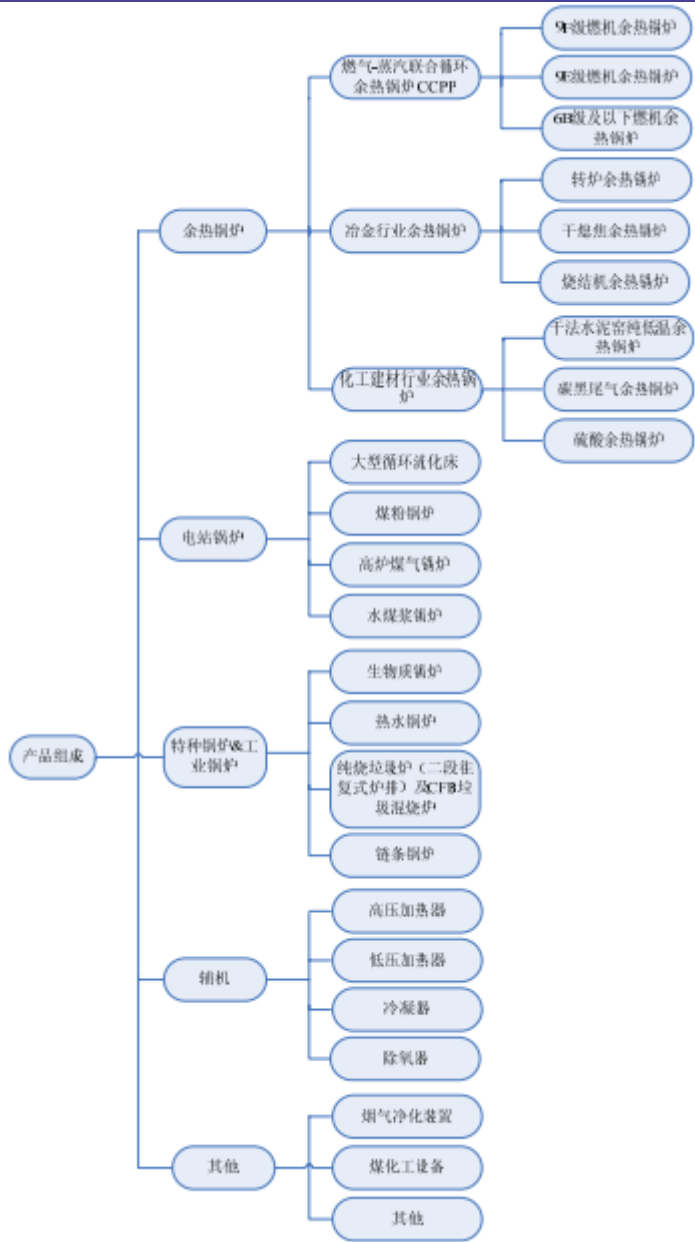 产品组成
余热锅炉
燃气-蒸汽联合循环
余热锅炉CCPP
9F级燃机余热锅炉
9E级燃机余热锅炉
6B级及以下燃机余
热锅炉
冶金行业余热锅炉
转炉余热锅炉
干熄焦余热锅炉
烧结机余热锅炉
化工建材行业余热锅
炉
干法水泥窑纯低温余
热锅炉
碳黑尾气余热锅炉
硫酸余热锅炉
电站锅炉
大型循环流化床
煤粉锅炉
高炉煤气锅炉
水煤浆锅炉
特种锅炉&工
业锅炉
生物质锅炉
热水锅炉
纯烧垃圾炉（二段往
复式炉排）及CFB垃
圾混烧炉
链条锅炉
辅机
高压加热器
低压加热器
冷凝器
除氧器
其他
烟气净化装置
煤化工设备
其他